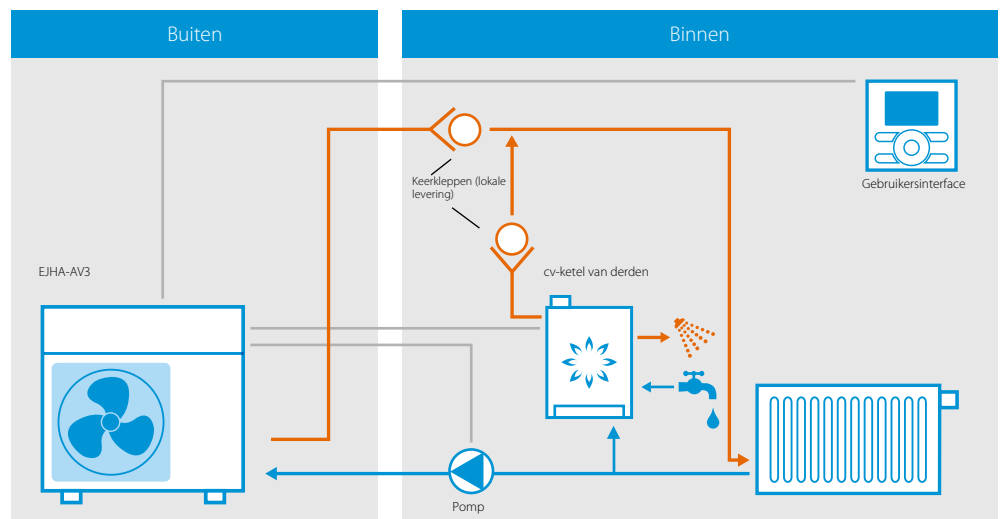 Buiten
Binnen
Keerkleppen (lokale
levering)
Gebruikersinterface
EJHA-AV3
cv-ketel van derden
Pomp